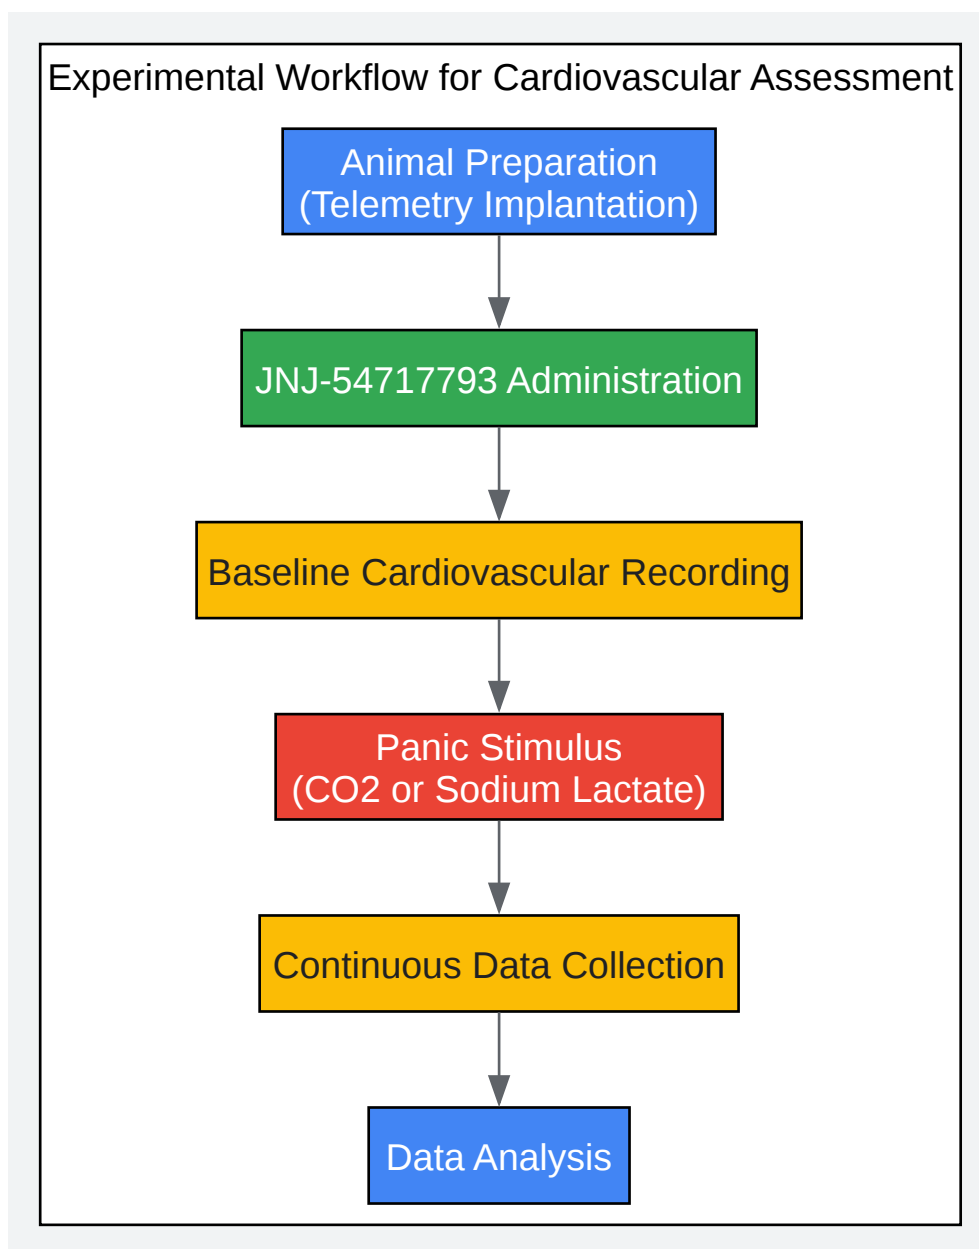 Experimental Workflow for Cardiovascular Assessment
Animal Preparation
(Telemetry Implantation)
JNJ-54717793 Administration
Baseline Cardiovascular Recording
Panic Stimulus
(CO2 or Sodium Lactate)
Continuous Data Collection
Data Analysis